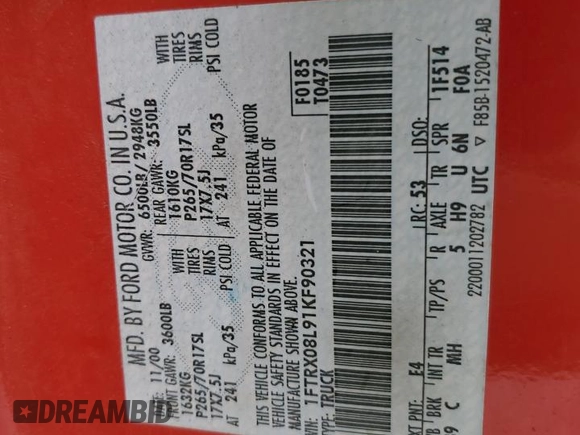 MFD. BY FORD MOTOR CO. IN U.S.A.
DATE: 11/00 GVWR: 6500LB/ 2948KG
FRONT GAWR: 3600LB REAR GAWR: 3550LB
1632KG 1610KG WITH
P265/70R17SL P265/70R17SL TIRES
17X7.5J 17X7.5J RIMS
AT 241 kPa/35 AT 241 kPa/35 PSI COLD
WITH
TIRES
RIMS
PSI COLD
THIS VEHICLE CONFORMS TO ALL APPLICABLE FEDERAL MOTOR
VEHICLE SAFETY STANDARDS IN EFFECT ON THE DATE OF
MANUFACTURE SHOWN ABOVE.
VIN: 1FTRX08L91KF90321
TYPE: TRUCK
F0185
T0473
EXT PNT: E4 RC: 53 DSO:
WB BRK INT TR TP/PS R AXLE TR SPR 1F514
9 C MH 5 H9 U 6N F0A
2200011202782 UTC ▽ F85B-1520472-AB
DREAMBID